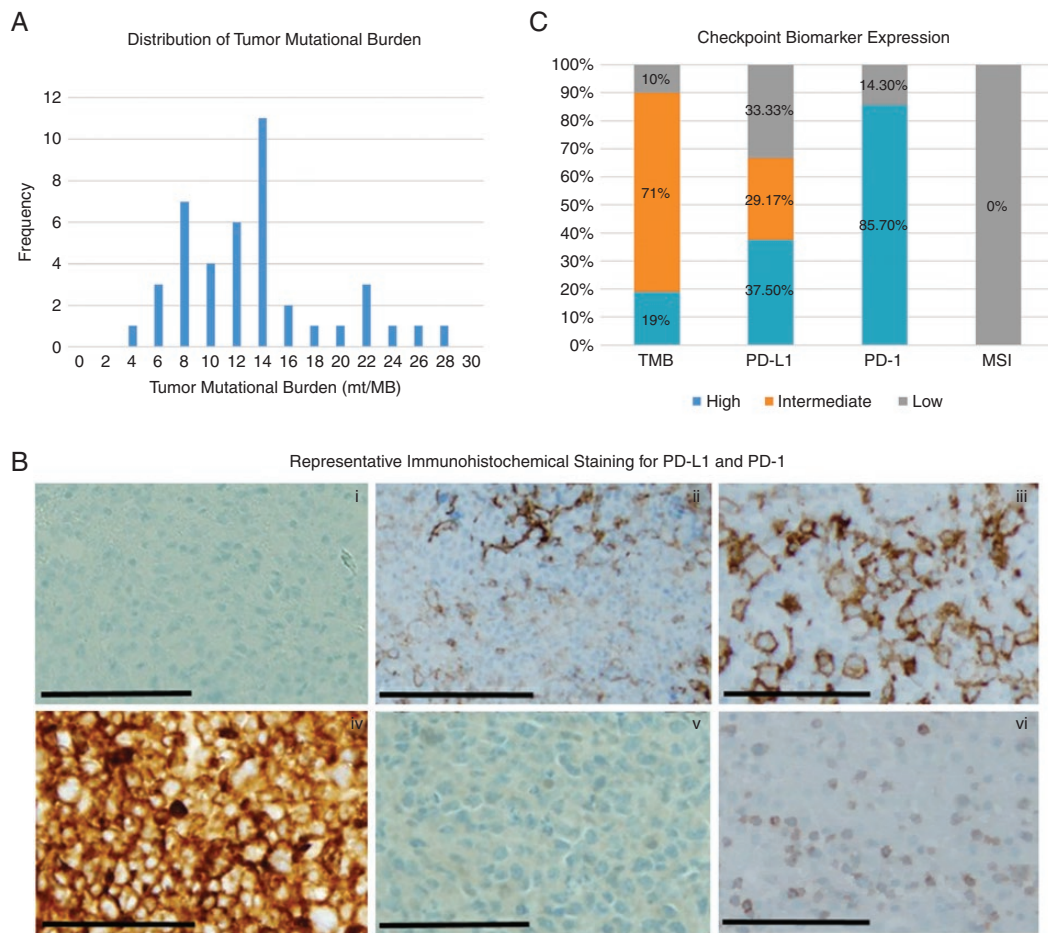 A
Distribution of Tumor Mutational Burden
12
10
8
6
4
2
0
Frequency
0 2 4 6 8 10 12 14 16 18 20 22 24 26 28 30
Tumor Mutational Burden (mt/MB)
C
Checkpoint Biomarker Expression
100%
90%
80%
70%
60%
50%
40%
30%
20%
10%
0%
10%
71%
19%
33.33%
29.17%
37.50%
14.30%
85.70%
0%
TMB PD-L1 PD-1 MSI
High Intermediate Low
B
Representative Immunohistochemical Staining for PD-L1 and PD-1
i
ii
iii
iv
v
vi